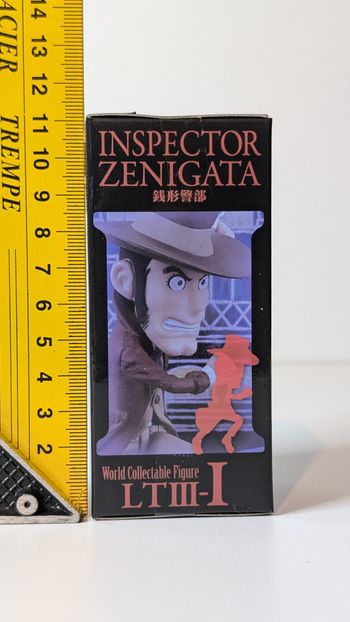 INSPECTOR
ZENIGATA
銭形警部
World Collectable Figure
LTIII-I
ACIER TREMPE
14
13
12
11
10
9
8
7
6
5
4
3
2